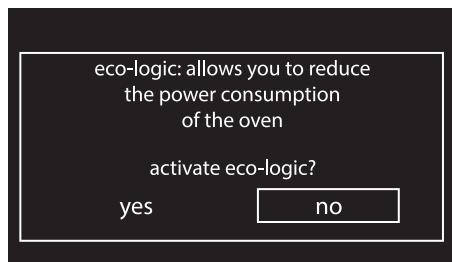 eco-logic: allows you to reduce
the power consumption
of the oven
activate eco-logic?
yes no